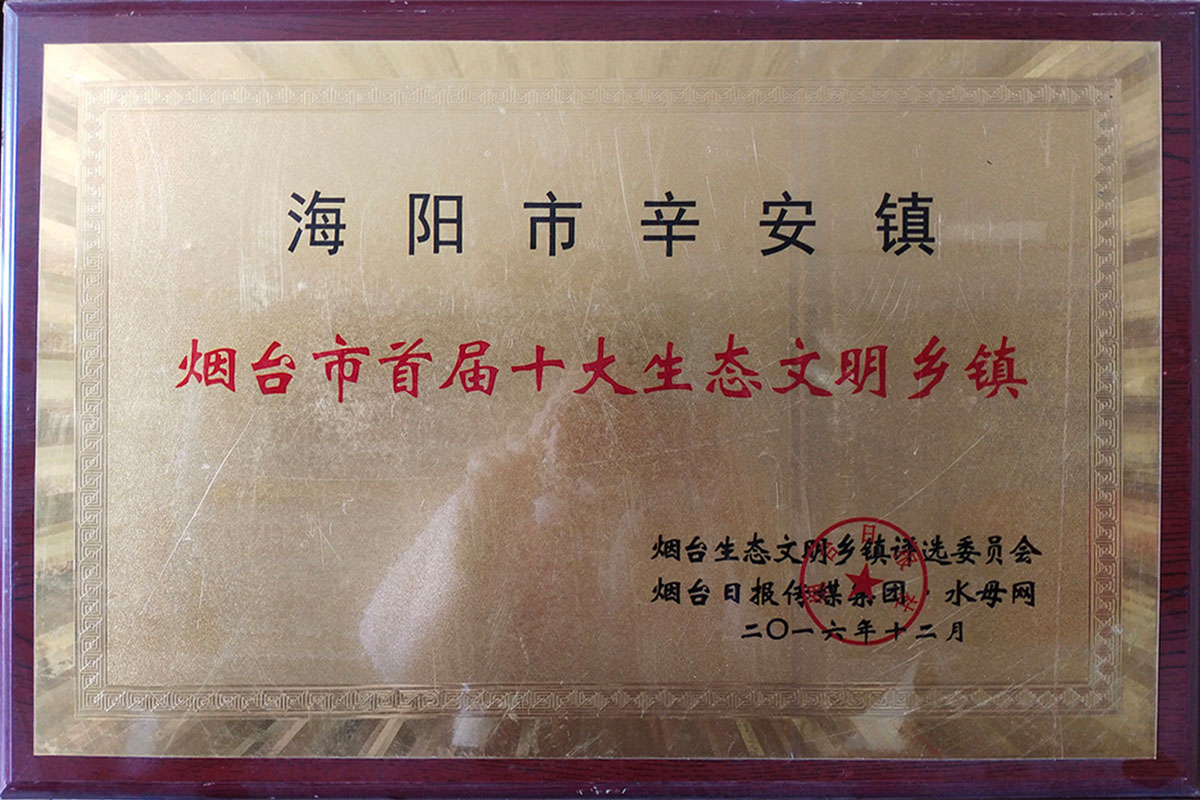 海阳市辛安镇
烟台市首届十大生态文明乡镇
烟台生态文明乡镇评选委员会
烟台日报传媒集团·水母网
二〇一六年十二月